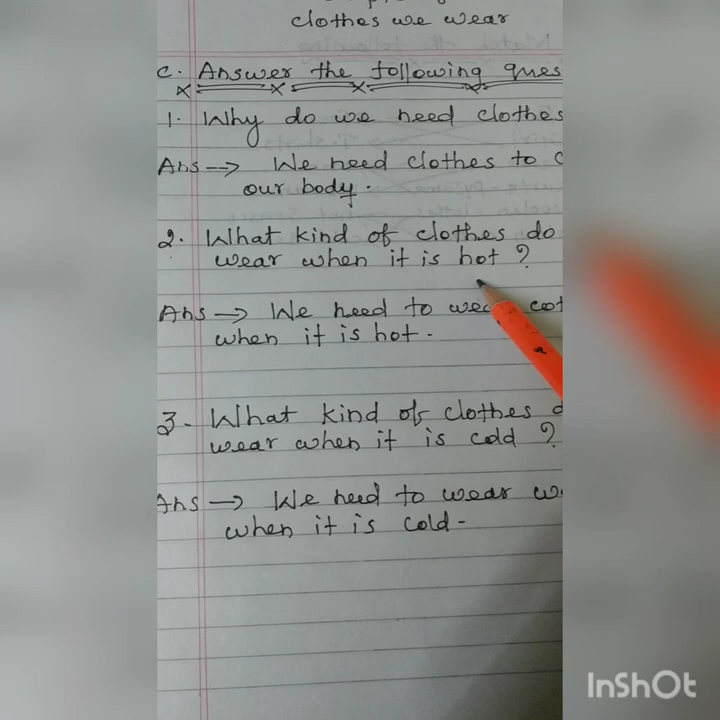 clothes we wear
C. Answer the following ques
1. Why do we need clothes
Ans → We need clothes to c
our body.
2. What kind of clothes do
wear when it is hot ?
Ans → We need to wea cot
when it is hot.
3. What kind of clothes d
wear when it is cold ?
Ans → We need to wear wo
when it is cold -
InShOt